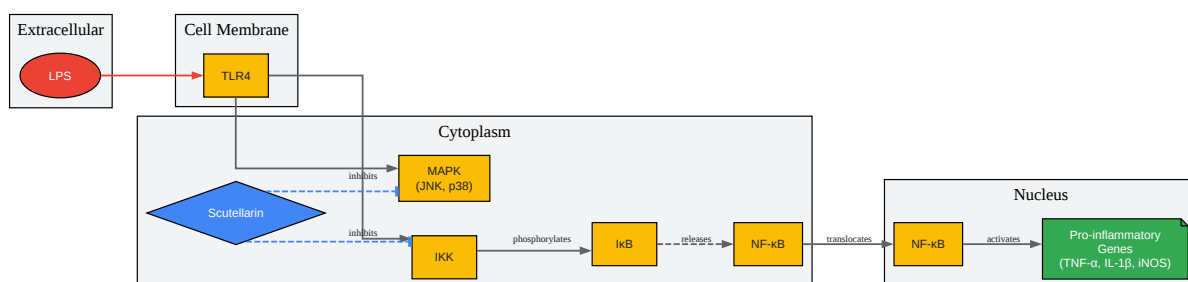 Extracellular
LPS
Cell Membrane
TLR4
Cytoplasm
MAPK
(JNK, p38)
inhibits
Scutellarin
inhibits
IKK
phosphorylates
IκB
releases
NF-κB
translocates
Nucleus
NF-κB
activates
Pro-inflammatory
Genes
(TNF-α, IL-1β, iNOS)